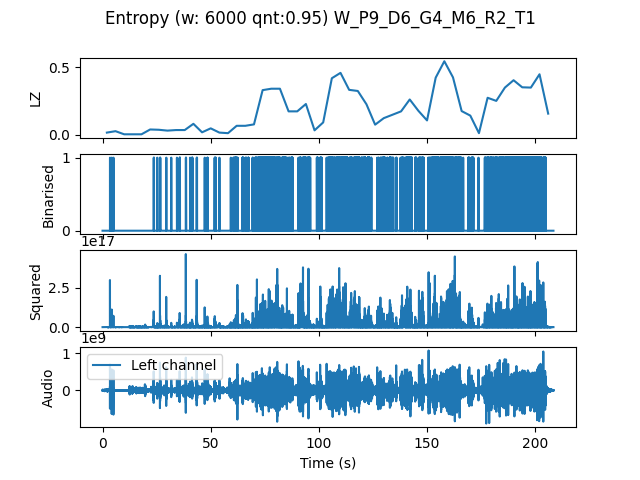 Entropy (w: 6000 qnt:0.95) W_P9_D6_G4_M6_R2_T1
0.5
LZ
0.0
1
Binarised
0
1e17
2.5
Squared
0.0
1e9
1
Left channel
Audio
0
0 50 100 150 200
Time (s)